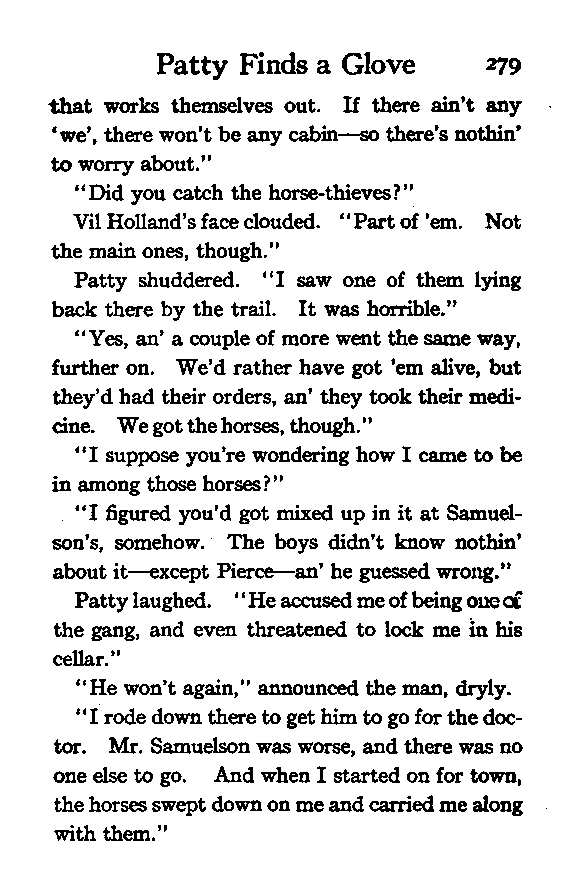 Patty Finds a Glove 279
that works themselves out. If there ain't any
'we', there won't be any cabin—so there's nothin'
to worry about."
"Did you catch the horse-thieves?"
Vil Holland's face clouded. "Part of 'em. Not
the main ones, though."
Patty shuddered. "I saw one of them lying
back there by the trail. It was horrible."
"Yes, an' a couple of more went the same way,
further on. We'd rather have got 'em alive, but
they'd had their orders, an' they took their medi-
cine. We got the horses, though."
"I suppose you're wondering how I came to be
in among those horses?"
"I figured you'd got mixed up in it at Samuel-
son's, somehow. The boys didn't know nothin'
about it—except Pierce—an' he guessed wrong."
Patty laughed. "He accused me of being one of
the gang, and even threatened to lock me in his
cellar."
"He won't again," announced the man, dryly.
"I rode down there to get him to go for the doc-
tor. Mr. Samuelson was worse, and there was no
one else to go. And when I started on for town,
the horses swept down on me and carried me along
with them."